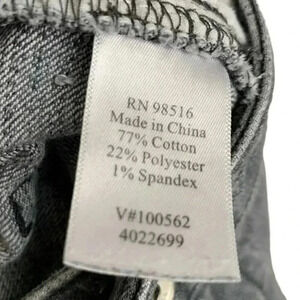 RN 98516
Made in China
77% Cotton
22% Polyester
1% Spandex
V#100562
4022699